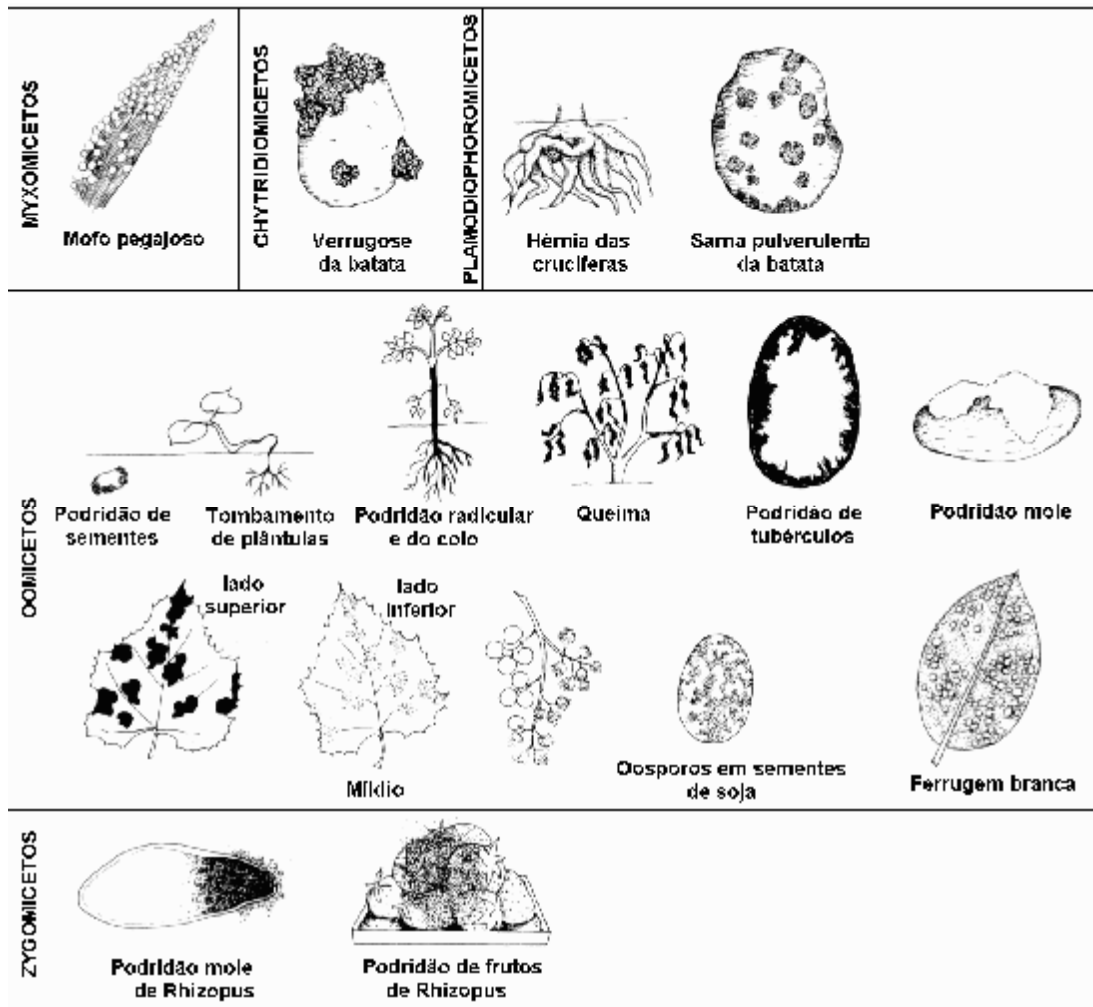 MYXOMICETOS
Mofo pegajoso
CHYTRIDIOMICETOS
Verrugose
da batata
PLAMODIOPHOROMICETOS
Hérnia das
crucíferas
Sarna pulverulenta
da batata
OOMICETOS
Podridão de
sementes
Tombamento
de plântulas
Podridão radicular
e do colo
Queima
Podridão de
tubérculos
Podridão mole
lado
superior
lado
inferior
Míldio
Oosporos em sementes
de soja
Ferrugem branca
ZYGOMICETOS
Podridão mole
de Rhizopus
Podridão de frutos
de Rhizopus